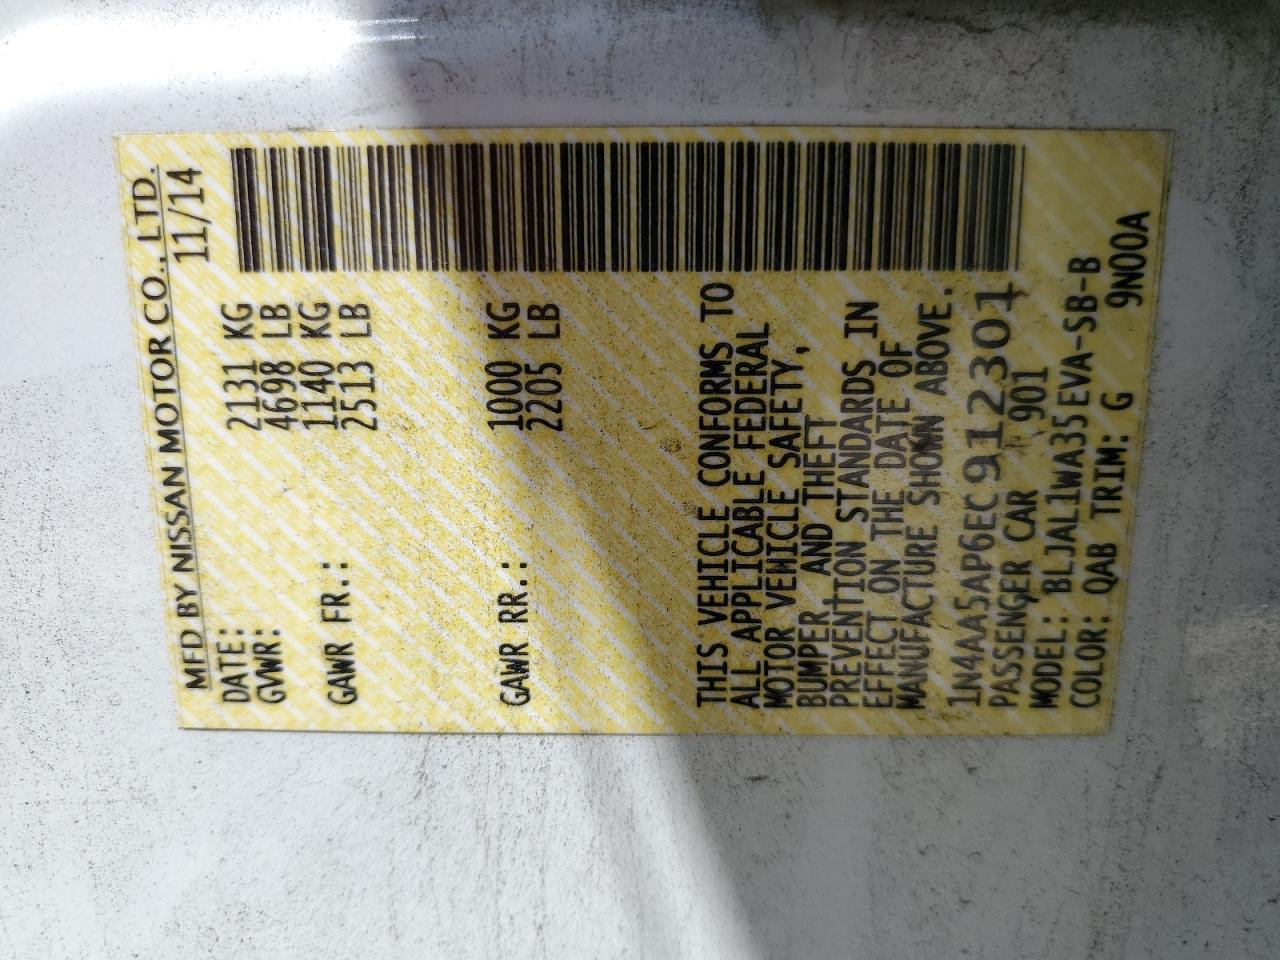 MFD BY NISSAN MOTOR CO., LTD.
DATE: 11/14
GVWR: 2131 KG
4698 LB
GAWR FR.: 1140 KG
2513 LB
GAWR RR.: 1000 KG
2205 LB
THIS VEHICLE CONFORMS TO
ALL APPLICABLE FEDERAL
MOTOR VEHICLE SAFETY,
BUMPER AND THEFT
PREVENTION STANDARDS IN
EFFECT ON THE DATE OF
MANUFACTURE SHOWN ABOVE.
1N4AA5AP6EC912301
PASSENGER CAR 901
MODEL: BLJAL1WA35EVA-SB-B
COLOR: QAB TRIM: G 9N00A